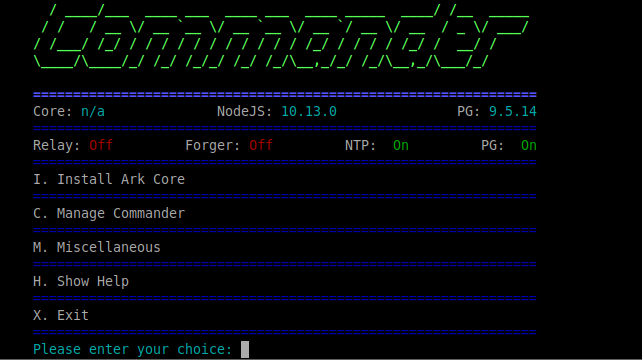 Commander
Core: n/a NodeJS: 10.13.0 PG: 9.5.14
Relay: Off Forger: Off NTP: On PG: On
I. Install Ark Core
C. Manage Commander
M. Miscellaneous
H. Show Help
X. Exit
Please enter your choice: